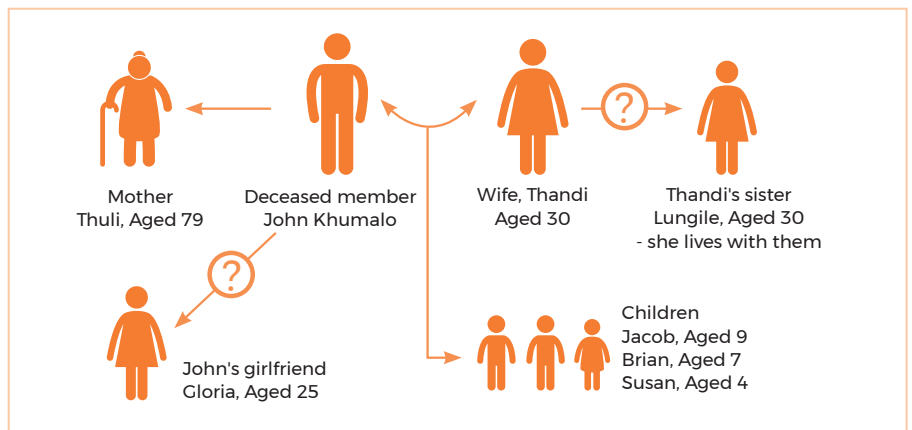 ?
Mother
Thuli, Aged 79
Deceased member
John Khumalo
Wife, Thandi
Aged 30
Thandi's sister
Lungile, Aged 30
- she lives with them
?
John's girlfriend
Gloria, Aged 25
Children
Jacob, Aged 9
Brian, Aged 7
Susan, Aged 4